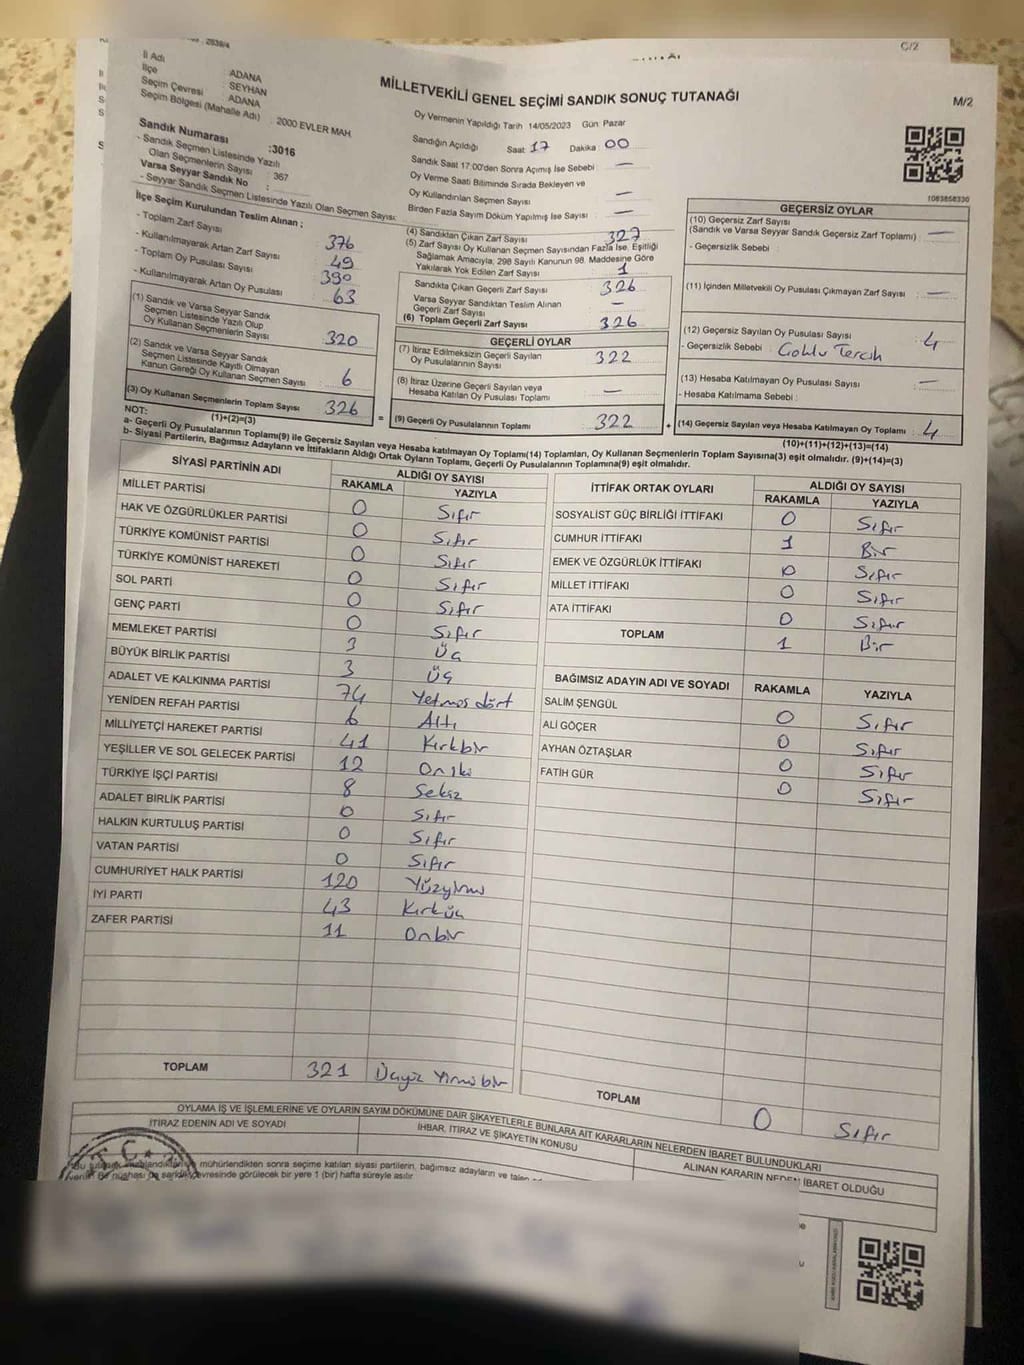 C/2
İl Adı : ADANA
İlçe : SEYHAN
Seçim Çevresi : ADANA
Seçim Bölgesi (Mahalle Adı) : 2000 EVLER MAH
MİLLETVEKİLİ GENEL SEÇİMİ SANDIK SONUÇ TUTANAĞI
M/2
Oy Vermenin Yapıldığı Tarih 14/05/2023 Gün: Pazar
Sandığın Açıldığı Saat 17 Dakika : 00
Sandık Saat 17:00'den Sonra Açımış İse Sebebi : —
Oy Verme Saati Bitiminde Sırada Bekleyen ve
Oy Kullandırılan Seçmen Sayısı : —
Birden Fazla Sayım Döküm Yapılmış İse Sayısı : —
1083858330
Sandık Numarası :3016
- Sandık Seçmen Listesinde Yazılı
Olan Seçmenlerin Sayısı : 367
Varsa Seyyar Sandık No :
- Seyyar Sandık Seçmen Listesinde Yazılı Olan Seçmen Sayısı:
İlçe Seçim Kurulundan Teslim Alınan ;
- Toplam Zarf Sayısı : 376
- Kullanılmayarak Artan Zarf Sayısı : 49
- Toplam Oy Pusulası Sayısı : 390
- Kullanılmayarak Artan Oy Pusulası : 63
(1) Sandık ve Varsa Seyyar Sandık
Seçmen Listesinde Yazılı Olup
Oy Kullanan Seçmenlerin Sayısı : 320
(2) Sandık ve Varsa Seyyar Sandık
Seçmen Listesinde Kayıtlı Olmayan
Kanun Gereği Oy Kullanan Seçmen Sayısı : 6
(3) Oy Kullanan Seçmenlerin Toplam Sayısı 326
(1)+(2)=(3)
(4) Sandıktan Çıkan Zarf Sayısı : 327
(5) Zarf Sayısı Oy Kullanan Seçmen Sayısından Fazla İse, Eşitliği
Sağlamak Amacıyla; 298 Sayılı Kanunun 98. Maddesine Göre
Yakılarak Yok Edilen Zarf Sayısı : 1
Sandıkta Çıkan Geçerli Zarf Sayısı : 326
Varsa Seyyar Sandıktan Teslim Alınan
Geçerli Zarf Sayısı : —
(6) Toplam Geçerli Zarf Sayısı : 326
GEÇERLİ OYLAR
(7) İtiraz Edilmeksizin Geçerli Sayılan
Oy Pusulalarının Sayısı : 322
(8) İtiraz Üzerine Geçerli Sayılan veya
Hesaba Katılan Oy Pusulası Toplamı : —
= (9) Geçerli Oy Pusulalarının Toplamı : 322 +
GEÇERSİZ OYLAR
(10) Geçersiz Zarf Sayısı
(Sandık ve Varsa Seyyar Sandık Geçersiz Zarf Toplamı) : —
- Geçersizlik Sebebi :
(11) İçinden Milletvekili Oy Pusulası Çıkmayan Zarf Sayısı : —
(12) Geçersiz Sayılan Oy Pusulası Sayısı : 4
- Geçersizlik Sebebi : Çoklu Tercih
(13) Hesaba Katılmayan Oy Pusulası Sayısı : —
- Hesaba Katılmama Sebebi :
(14) Geçersiz Sayılan veya Hesaba Katılmayan Oy Toplamı : 4
(10)+(11)+(12)+(13)=(14)
NOT:
a- Geçerli Oy Pusulalarının Toplamı(9) ile Geçersiz Sayılan veya Hesaba katılmayan Oy Toplamı(14) Toplamları, Oy Kullanan Seçmenlerin Toplam Sayısına(3) eşit olmalıdır. (9)+(14)=(3)
b- Siyasi Partilerin, Bağımsız Adayların ve İttifakların Aldığı Ortak Oyların Toplamı, Geçerli Oy Pusulalarının Toplamına(9) eşit olmalıdır.
SİYASİ PARTİNİN ADI ALDIĞI OY SAYISI
RAKAMLA YAZIYLA
MİLLET PARTİSİ 0 Sıfır
HAK VE ÖZGÜRLÜKLER PARTİSİ 0 Sıfır
TÜRKİYE KOMÜNİST PARTİSİ 0 Sıfır
TÜRKİYE KOMÜNİST HAREKETİ 0 Sıfır
SOL PARTİ 0 Sıfır
GENÇ PARTİ 0 Sıfır
MEMLEKET PARTİSİ 3 Üç
BÜYÜK BİRLİK PARTİSİ 3 Üç
ADALET VE KALKINMA PARTİSİ 74 Yetmiş dört
YENİDEN REFAH PARTİSİ 6 Altı
MİLLİYETÇİ HAREKET PARTİSİ 41 Kırkbir
YEŞİLLER VE SOL GELECEK PARTİSİ 12 Oniki
TÜRKİYE İŞÇİ PARTİSİ 8 Sekiz
ADALET BİRLİK PARTİSİ 0 Sıfır
HALKIN KURTULUŞ PARTİSİ 0 Sıfır
VATAN PARTİSİ 0 Sıfır
CUMHURİYET HALK PARTİSİ 120 Yüzyirmi
İYİ PARTİ 43 Kırküç
ZAFER PARTİSİ 11 Onbir
TOPLAM 321 Üçyüz Yirmibir
İTTİFAK ORTAK OYLARI ALDIĞI OY SAYISI
RAKAMLA YAZIYLA
SOSYALİST GÜÇ BİRLİĞİ İTTİFAKI 0 Sıfır
CUMHUR İTTİFAKI 1 Bir
EMEK VE ÖZGÜRLÜK İTTİFAKI 0 Sıfır
MİLLET İTTİFAKI 0 Sıfır
ATA İTTİFAKI 0 Sıfır
TOPLAM 1 Bir
BAĞIMSIZ ADAYIN ADI VE SOYADI RAKAMLA YAZIYLA
SALİM ŞENGÜL 0 Sıfır
ALİ GÖÇER 0 Sıfır
AYHAN ÖZTAŞLAR 0 Sıfır
FATİH GÜR 0 Sıfır
TOPLAM 0 Sıfır
OYLAMA İŞ VE İŞLEMLERİNE VE OYLARIN SAYIM DÖKÜMÜNE DAİR ŞİKAYETLERLE BUNLARA AİT KARARLARIN NELERDEN İBARET BULUNDUKLARI
İTİRAZ EDENİN ADI VE SOYADI İHBAR, İTİRAZ VE ŞİKAYETİN KONUSU ALINAN KARARIN NEDEN İBARET OLDUĞU
T.C.
mühürlendikten sonra seçime katılan siyasi partilerin, bağımsız adayların ve
çevresinde görülecek bir yere 1 (bir) hafta süreyle asılır.